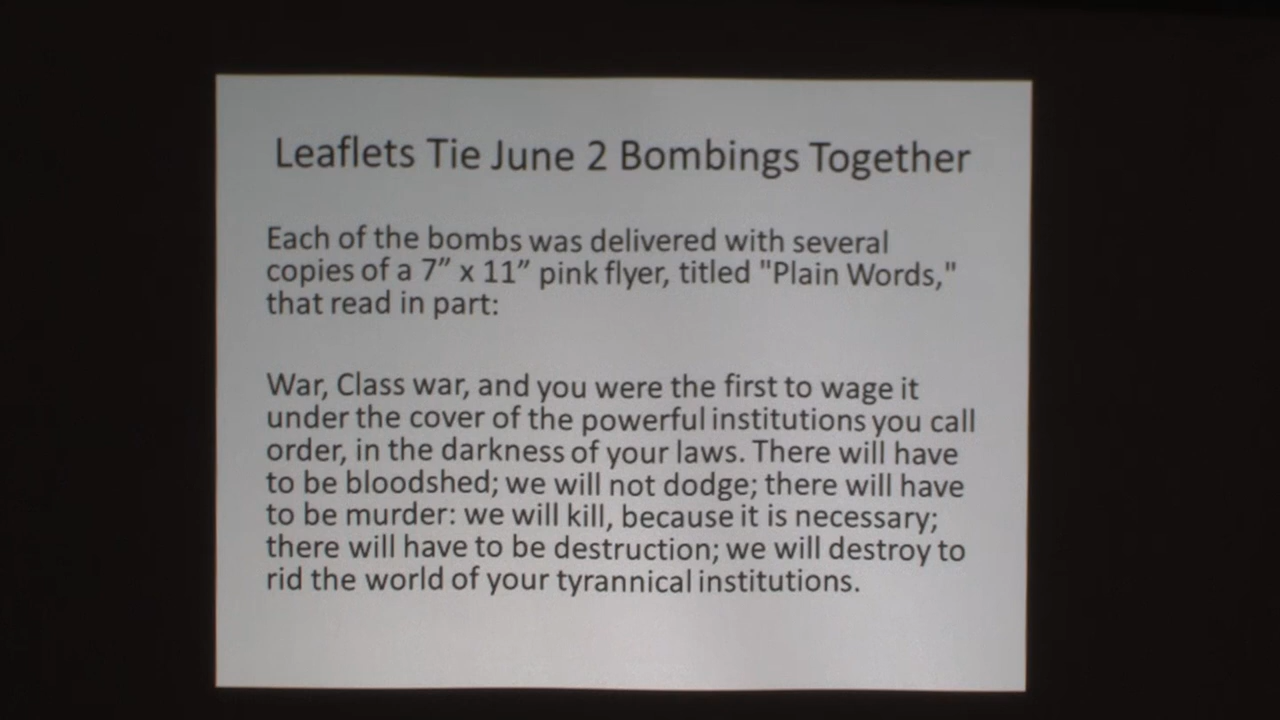 Leaflets Tie June 2 Bombings Together
Each of the bombs was delivered with several
copies of a 7” x 11” pink flyer, titled "Plain Words,"
that read in part:
War, Class war, and you were the first to wage it
under the cover of the powerful institutions you call
order, in the darkness of your laws. There will have
to be bloodshed; we will not dodge; there will have
to be murder: we will kill, because it is necessary;
there will have to be destruction; we will destroy to
rid the world of your tyrannical institutions.